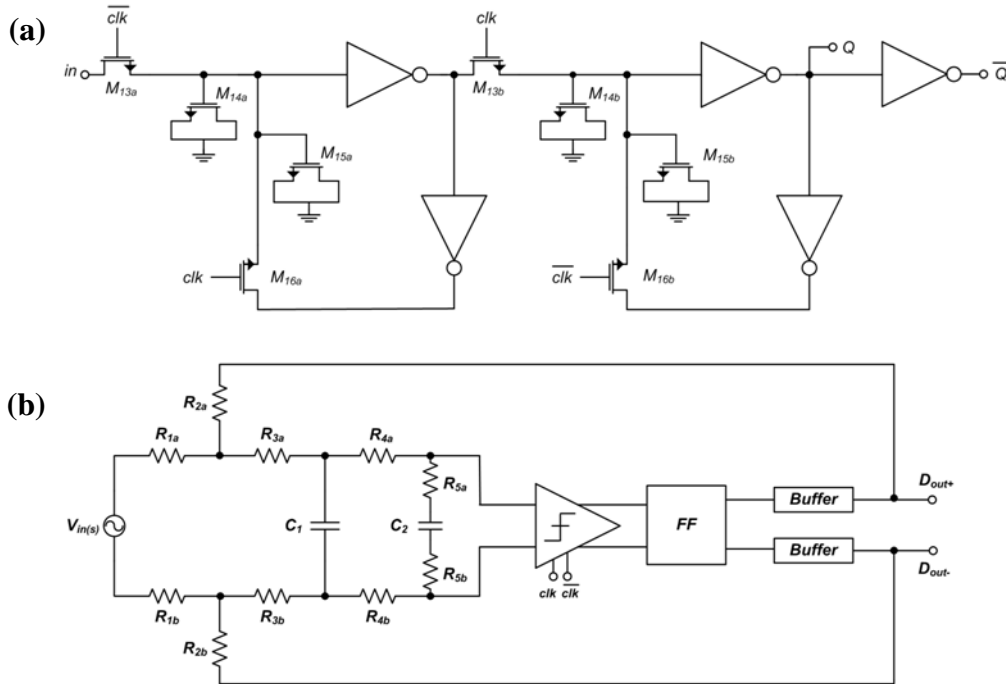 (a)
clk
clk
in
Q
Q
M13a
M14a
M15a
M16a
clk
M13b
M14b
M15b
clk
M16b
(b)
R2a
R1a
R3a
R4a
R5a
Vin(s)
C1
C2
R5b
R1b
R3b
R4b
R2b
clk
clk
FF
Buffer
Buffer
Dout+
Dout-